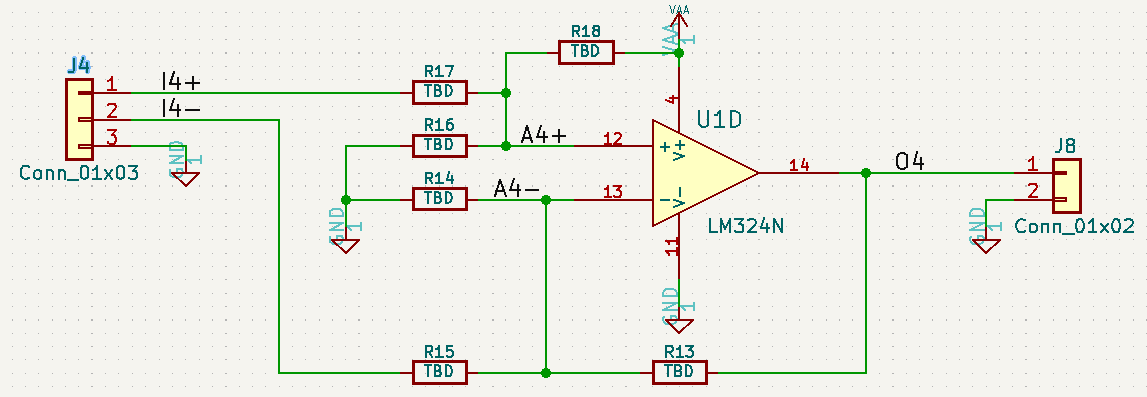 VAA
VAA
1
R18
TBD
J4
1
I4+
2
I4-
3
GND
1
Conn_01x03
R17
TBD
R16
TBD
A4+
12
4
U1D
+
V+
R14
TBD
A4-
13
-
V-
14
O4
LM324N
11
J8
1
2
Conn_01x02
GND
1
GND
1
GND
1
R15
TBD
R13
TBD